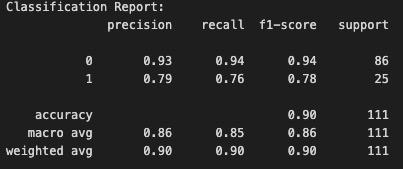 Classification Report:
precision recall f1-score support
0 0.93 0.94 0.94 86
1 0.79 0.76 0.78 25
accuracy 0.90 111
macro avg 0.86 0.85 0.86 111
weighted avg 0.90 0.90 0.90 111